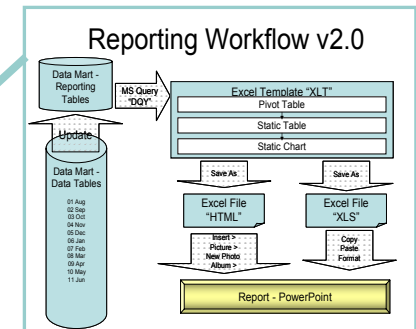 Reporting Workflow v2.0
Data Mart -
Reporting
Tables
MS Query
"DQY"
Excel Template "XLT"
Pivot Table
Static Table
Static Chart
Update
Data Mart -
Data Tables
01 Aug
02 Sep
03 Oct
04 Nov
05 Dec
06 Jan
07 Feb
08 Mar
09 Apr
10 May
11 Jun
Save As
Save As
Excel File
"HTML"
Excel File
"XLS"
Insert >
Picture >
New Photo
Album >
Copy
Paste
Format
Report - PowerPoint